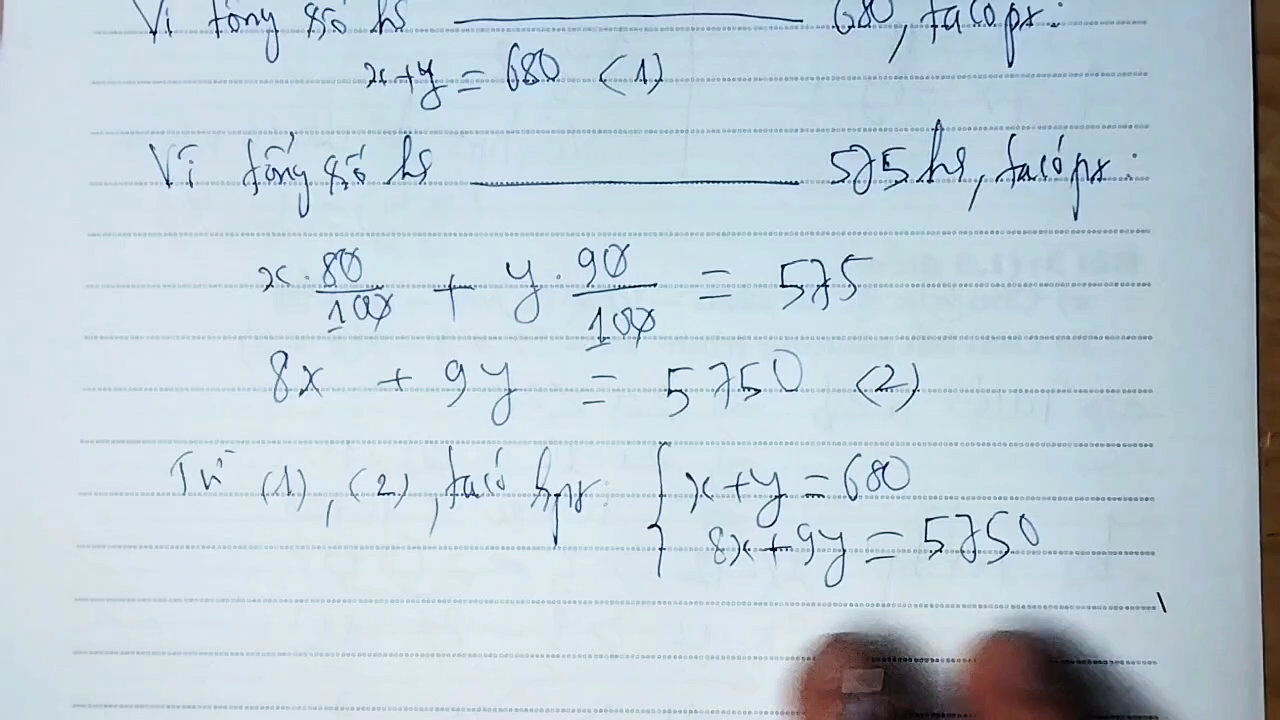 Vì tổng số hs ——— 680, ta có pt:
x+y = 680 (1)
Vì tổng số hs ——— 575 hs, ta có pt:
x . 80/100 + y . 90/100 = 575
8x + 9y = 5750 (2)
Từ (1), (2), ta có hpt: { x+y = 680
8x+9y = 5750